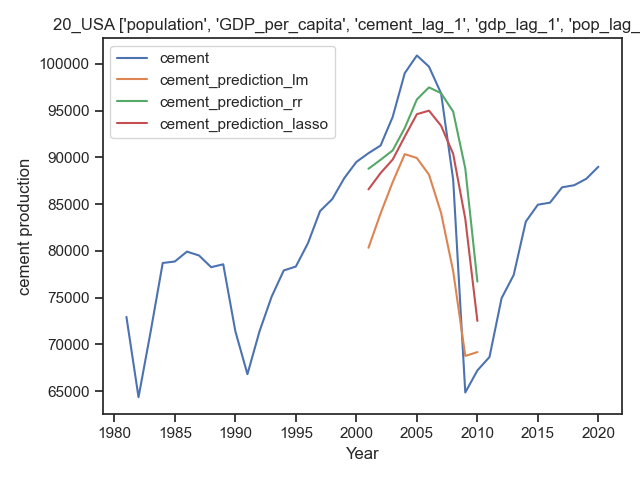 20_USA ['population', 'GDP_per_capita', 'cement_lag_1', 'gdp_lag_1', 'pop_lag_
cement
cement_prediction_lm
cement_prediction_rr
cement_prediction_lasso
100000
95000
90000
85000
80000
75000
70000
65000
cement production
1980 1985 1990 1995 2000 2005 2010 2015 2020
Year